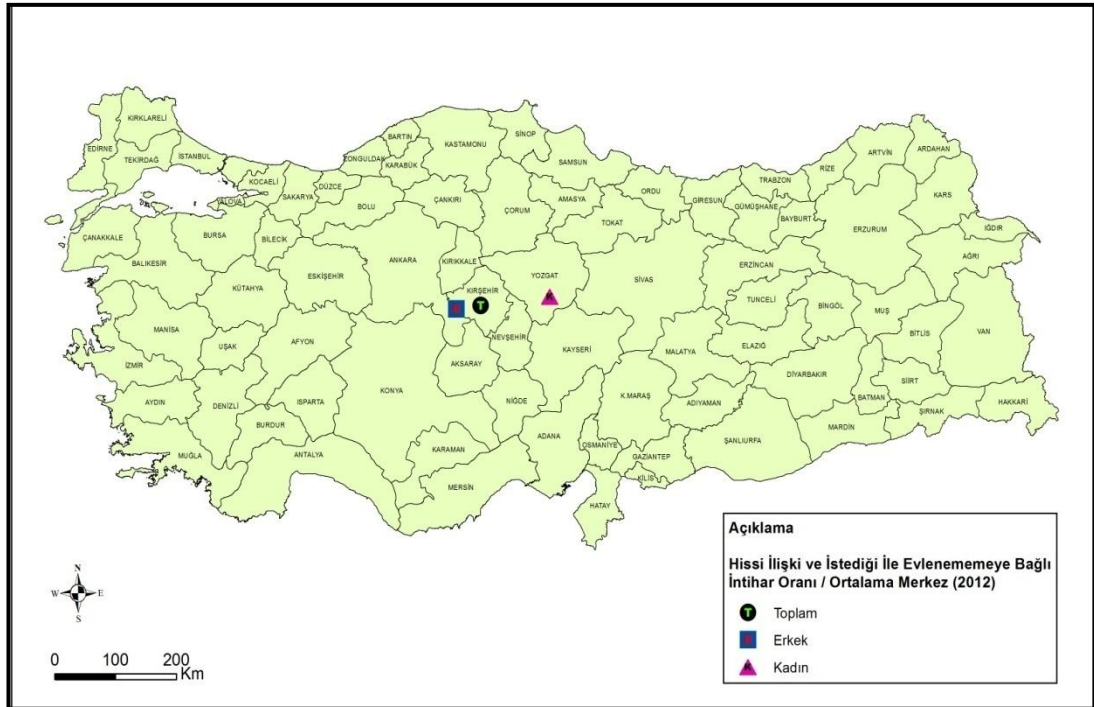 KIRKLARELİ
EDİRNE
TEKİRDAĞ
İSTANBUL
KOCAELİ
YALOVA
SAKARYA
DÜZCE
ZONGULDAK
BARTIN
KARABÜK
KASTAMONU
SİNOP
SAMSUN
BOLU
ÇANKIRI
ÇORUM
AMASYA
ORDU
TOKAT
GİRESUN
TRABZON
GÜMÜŞHANE
BAYBURT
RİZE
ARTVİN
ARDAHAN
KARS
IĞDIR
AĞRI
ERZURUM
ÇANAKKALE
BALIKESİR
BURSA
BİLECİK
ESKİŞEHİR
KÜTAHYA
ANKARA
KIRIKKALE
KIRŞEHİR
YOZGAT
SİVAS
ERZİNCAN
TUNCELİ
BİNGÖL
MUŞ
BİTLİS
VAN
T
K
MANİSA
UŞAK
AFYON
İZMİR
AYDIN
DENİZLİ
ISPARTA
BURDUR
MUĞLA
ANTALYA
KONYA
AKSARAY
NEVŞEHİR
NİĞDE
KAYSERİ
KARAMAN
MERSİN
ADANA
K.MARAŞ
OSMANİYE
HATAY
GAZİANTEP
KİLİS
MALATYA
ADIYAMAN
ELAZIĞ
DİYARBAKIR
ŞANLIURFA
MARDİN
BATMAN
SİİRT
ŞIRNAK
HAKKARİ
N
W E
S
0 100 200
Km
Açıklama
Hissi İlişki ve İstediği İle Evlenememeye Bağlı
İntihar Oranı / Ortalama Merkez (2012)
T Toplam
Erkek
K Kadın